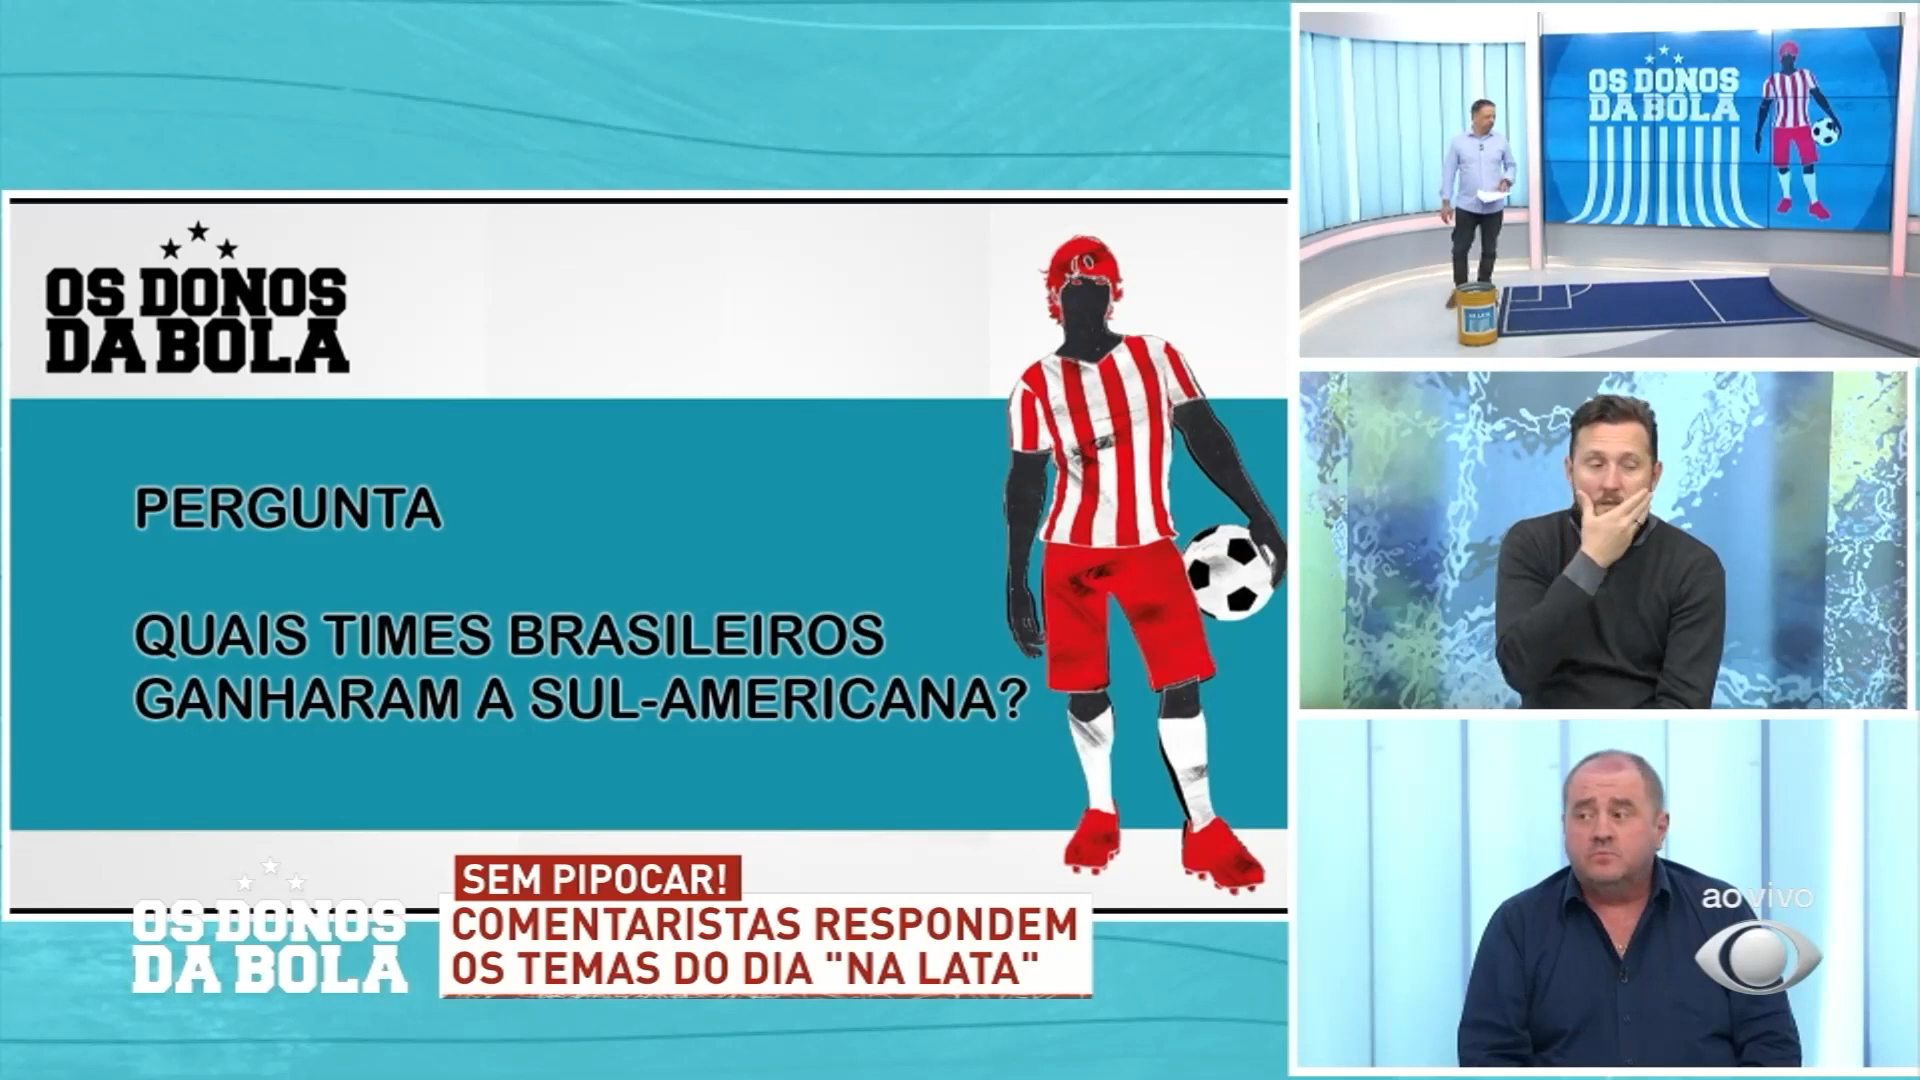 OS DONOS
DA BOLA
PERGUNTA
QUAIS TIMES BRASILEIROS
GANHARAM A SUL-AMERICANA?
SEM PIPOCAR!
COMENTARISTAS RESPONDEM
OS TEMAS DO DIA "NA LATA"
OS DONOS
DA BOLA
OS DONOS
DA BOLA
ao vivo